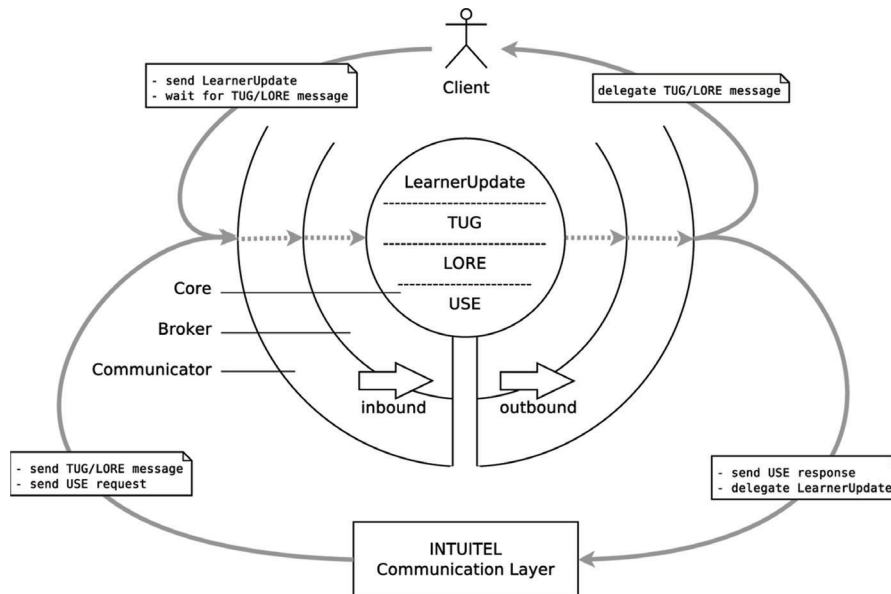 - send LearnerUpdate
- wait for TUG/LORE message
Client
delegate TUG/LORE message
LearnerUpdate
TUG
LORE
USE
Core
Broker
Communicator
inbound
outbound
- send TUG/LORE message
- send USE request
- send USE response
- delegate LearnerUpdate
INTUITEL
Communication Layer